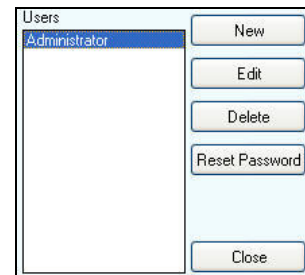 Users
Administrator
New
Edit
Delete
Reset Password
Close